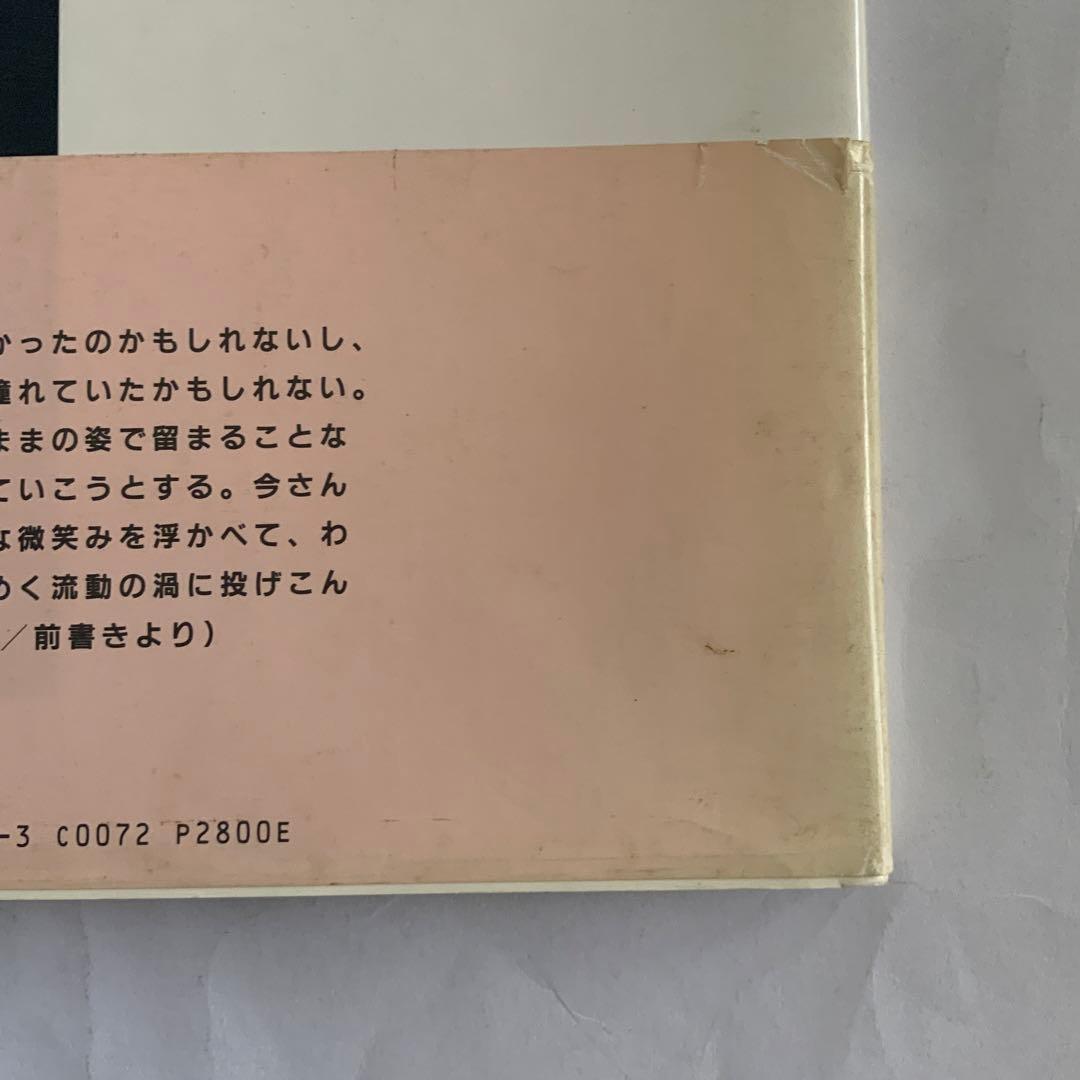 かったのかもしれないし、
憧れていたかもしれない。
ままの姿で留まることな
ていこうとする。今さん
な微笑みを浮かべて、わ
めく流動の渦に投げこん
／前書きより）
-3 C0072 P2800E